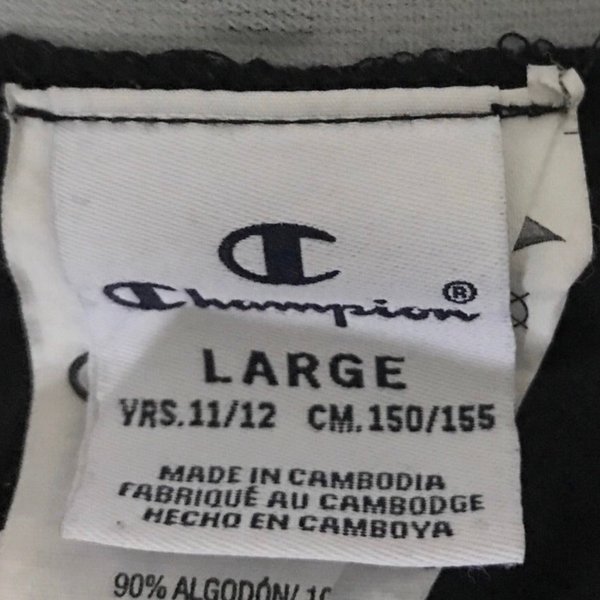 Champion®
LARGE
YRS.11/12 CM.150/155
MADE IN CAMBODIA
FABRIQUÉ AU CAMBODGE
HECHO EN CAMBOYA
90% ALGODÓN/